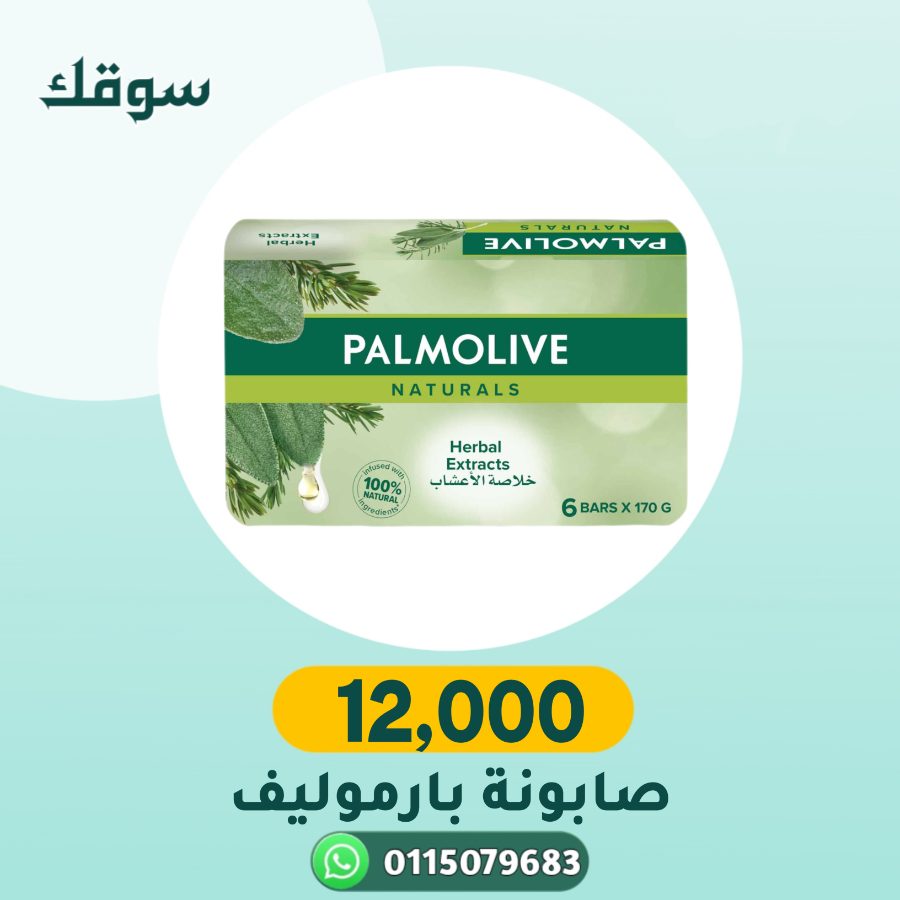 سوقك
Herbal
Extracts
PALMOLIVE
NATURALS
PALMOLIVE
NATURALS
Herbal
Extracts
خلاصة الأعشاب
infused with
100%
NATURAL
ingredients*
6 BARS X 170 G
12,000
صابونة بارموليف
0115079683